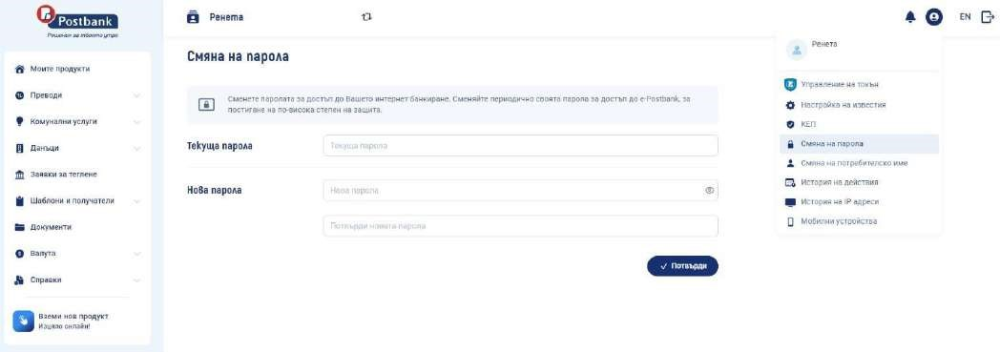 Postbank
Решения за твоето утре
Моите продукти
Преводи
Комунални услуги
Данъци
Заявки за теглене
Шаблони и получатели
Документи
Валута
Справки
Вземи нов продукт
Изцяло онлайн!
Ренета
EN
Смяна на парола
Сменете паролата за достъп до Вашето интернет банкиране. Сменяйте периодично своята парола за достъп до e-Postbank, за
постигане на по-висока степен на защита.
Текуща парола
Текуща парола
Нова парола
Нова парола
Потвърди новата парола
Потвърди
Ренета
Управление на токън
Настройка на известия
КЕП
Смяна на парола
Смяна на потребителско име
История на действия
История на IP адреси
Мобилни устройства